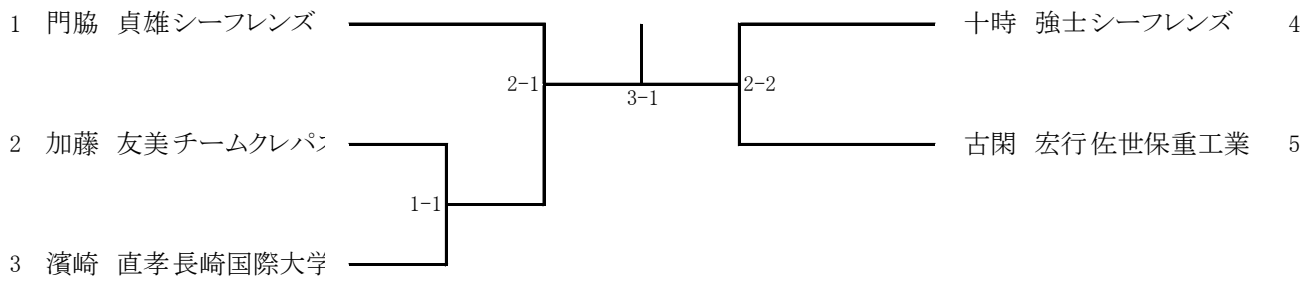 1 門脇 貞雄 シーフレンズ
十時 強士 シーフレンズ 4
2-1
3-1
2-2
2 加藤 友美 チームクレパス
古閑 宏行 佐世保重工業 5
1-1
3 濱崎 直孝 長崎国際大学